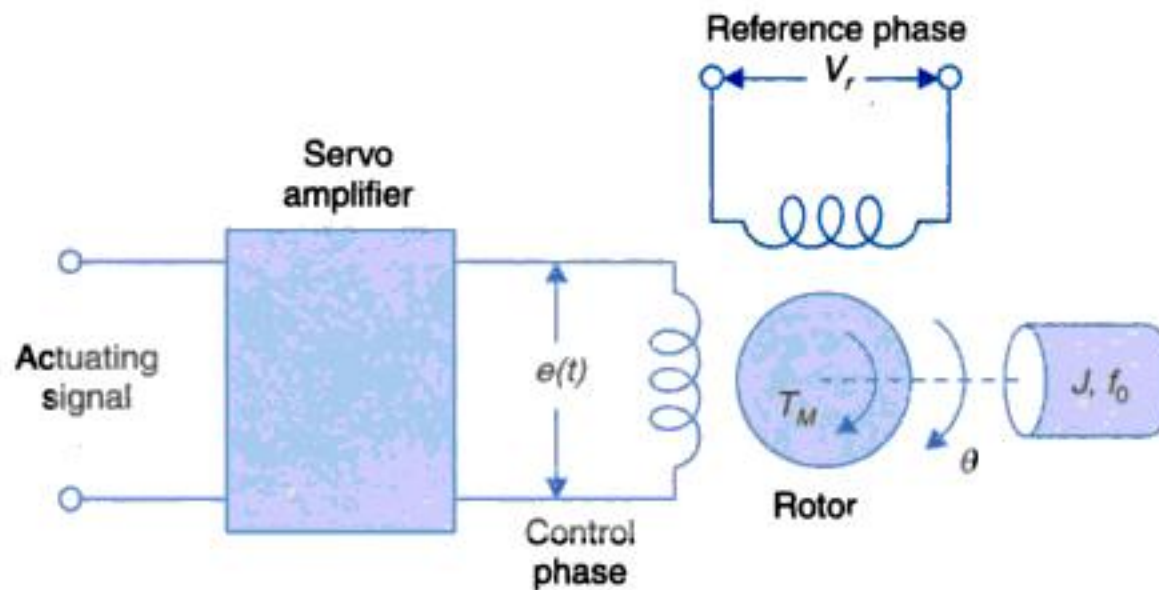 Reference phase
V_r
Servo
amplifier
Actuating
signal
e(t)
T_M
J, f_0
θ
Rotor
Control
phase